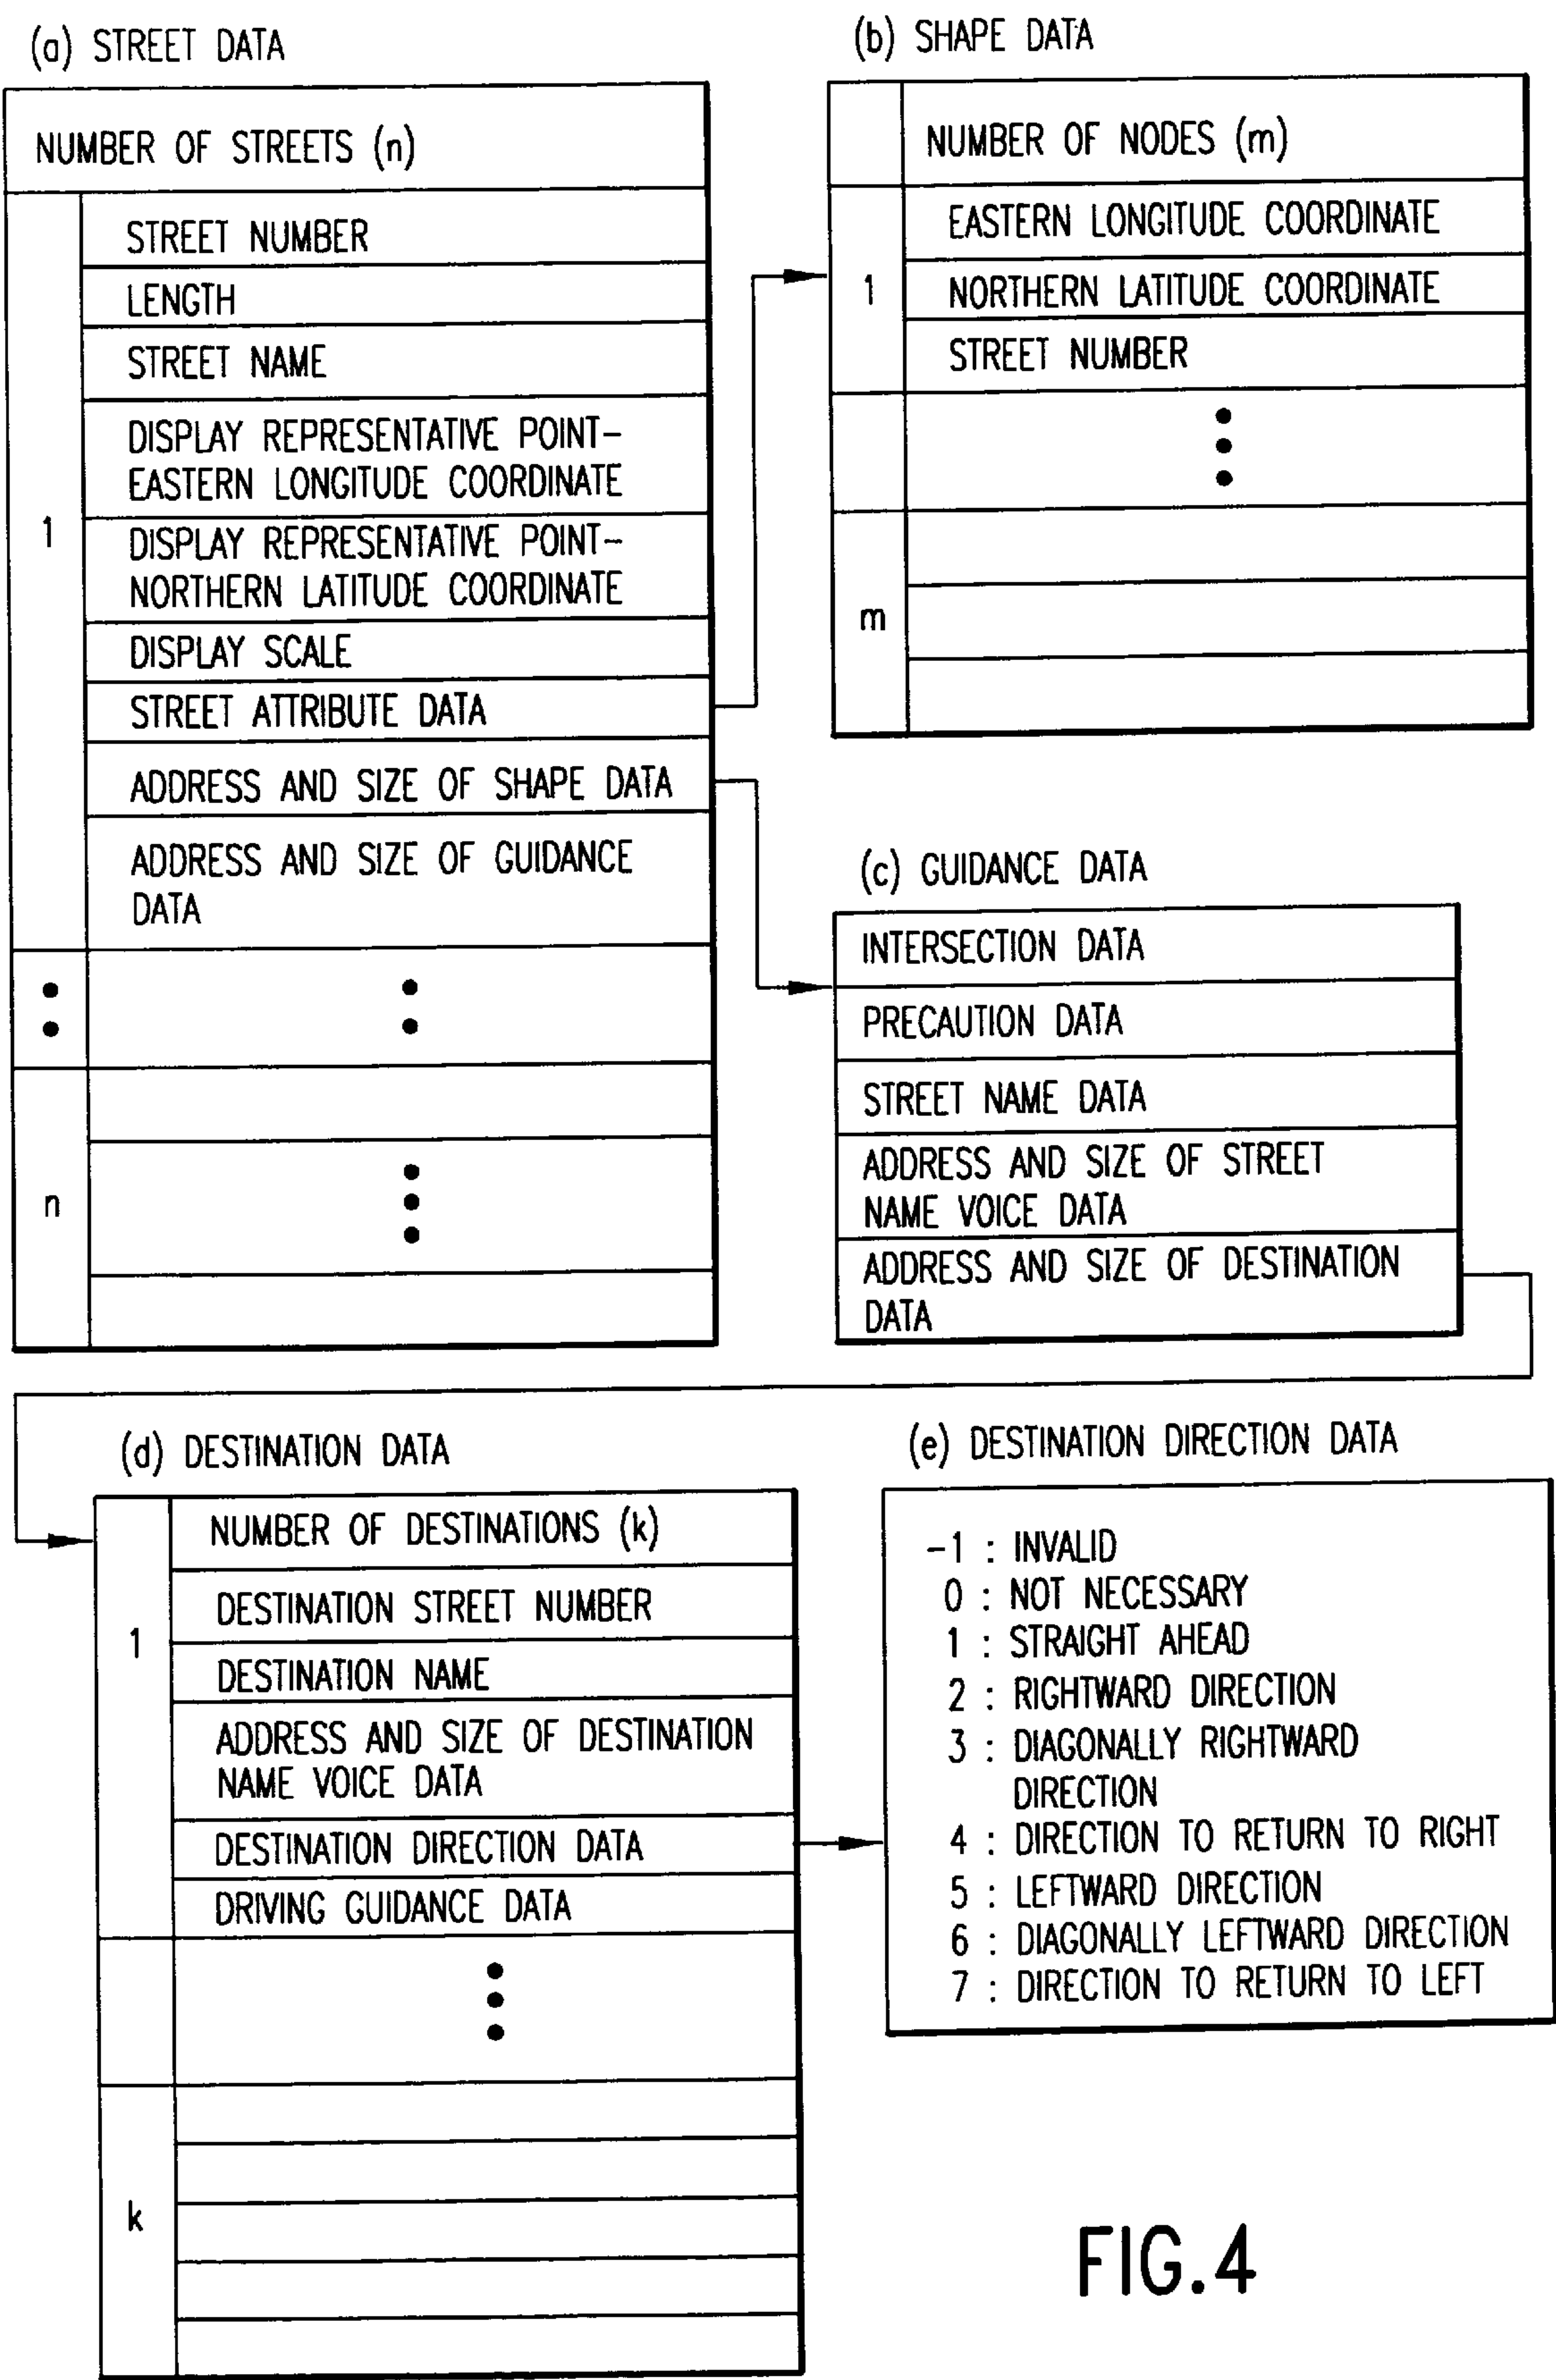 (a) STREET DATA
NUMBER OF STREETS (n)
1
STREET NUMBER
LENGTH
STREET NAME
DISPLAY REPRESENTATIVE POINT-
EASTERN LONGITUDE COORDINATE
DISPLAY REPRESENTATIVE POINT-
NORTHERN LATITUDE COORDINATE
DISPLAY SCALE
STREET ATTRIBUTE DATA
ADDRESS AND SIZE OF SHAPE DATA
ADDRESS AND SIZE OF GUIDANCE
DATA
n
(b) SHAPE DATA
NUMBER OF NODES (m)
1
EASTERN LONGITUDE COORDINATE
NORTHERN LATITUDE COORDINATE
STREET NUMBER
m
(c) GUIDANCE DATA
INTERSECTION DATA
PRECAUTION DATA
STREET NAME DATA
ADDRESS AND SIZE OF STREET
NAME VOICE DATA
ADDRESS AND SIZE OF DESTINATION
DATA
(d) DESTINATION DATA
1
NUMBER OF DESTINATIONS (k)
DESTINATION STREET NUMBER
DESTINATION NAME
ADDRESS AND SIZE OF DESTINATION
NAME VOICE DATA
DESTINATION DIRECTION DATA
DRIVING GUIDANCE DATA
k
(e) DESTINATION DIRECTION DATA
-1 : INVALID
0 : NOT NECESSARY
1 : STRAIGHT AHEAD
2 : RIGHTWARD DIRECTION
3 : DIAGONALLY RIGHTWARD
DIRECTION
4 : DIRECTION TO RETURN TO RIGHT
5 : LEFTWARD DIRECTION
6 : DIAGONALLY LEFTWARD DIRECTION
7 : DIRECTION TO RETURN TO LEFT
FIG.4